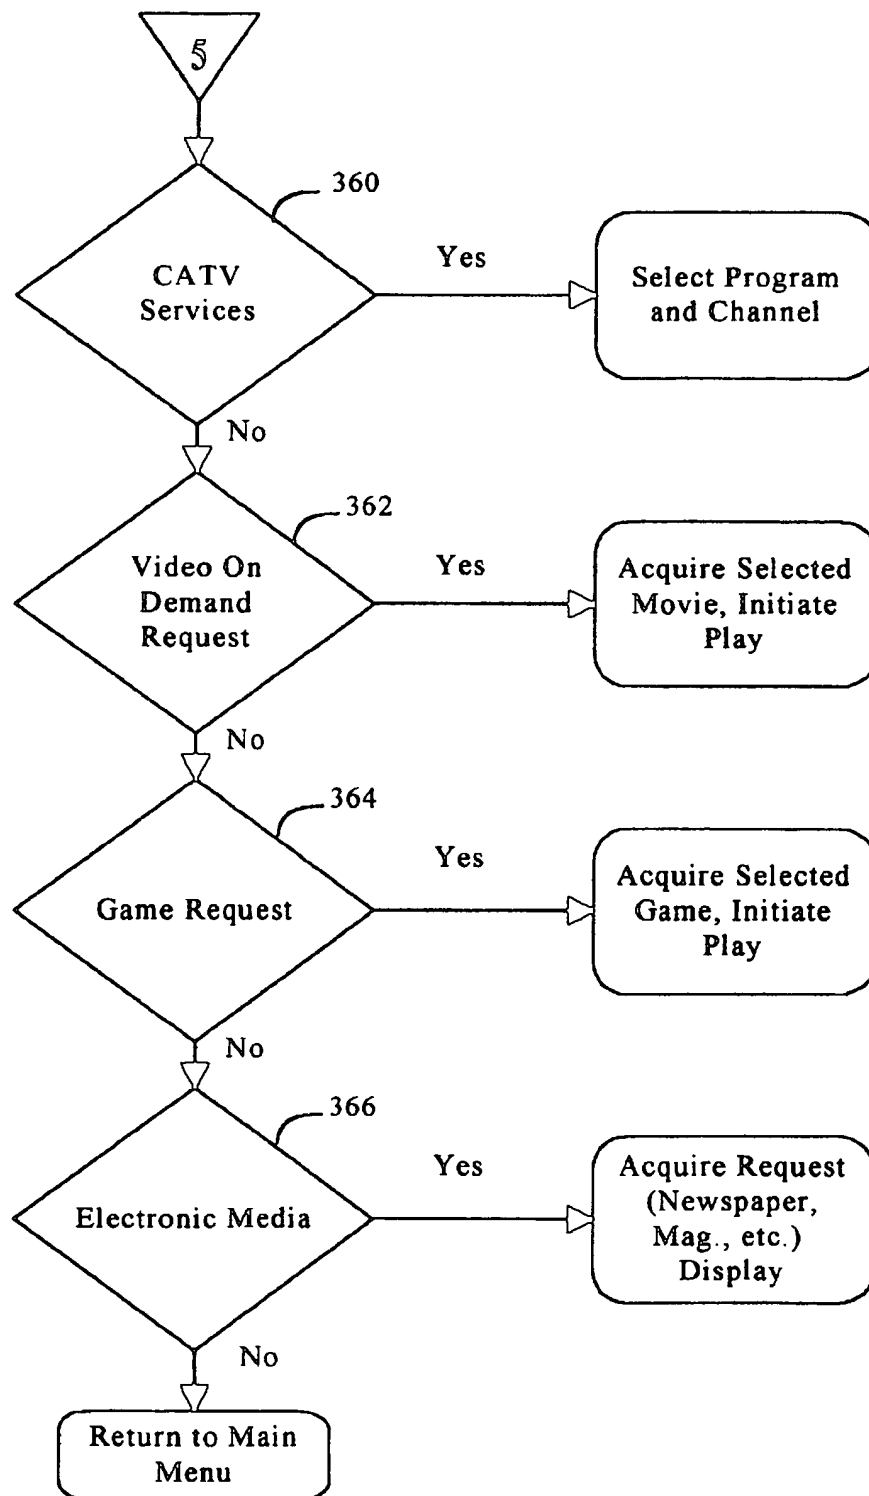 5
360
CATV
Services
Yes
Select Program
and Channel
No
362
Video On
Demand
Request
Yes
Acquire Selected
Movie, Initiate
Play
No
364
Game Request
Yes
Acquire Selected
Game, Initiate
Play
No
366
Electronic Media
Yes
Acquire Request
(Newspaper,
Mag., etc.)
Display
No
Return to Main
Menu